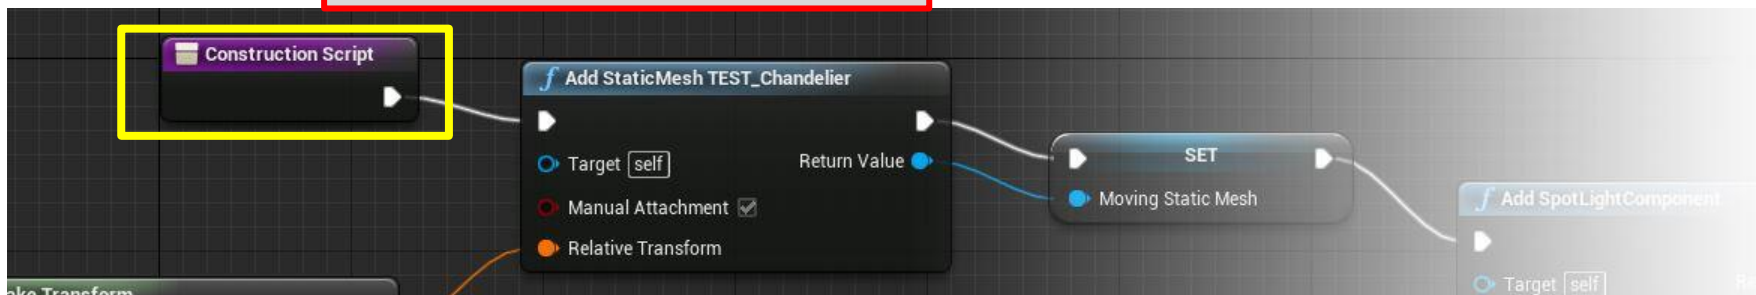 Construction Script
Add StaticMesh TEST_Chandelier
Target self
Return Value
Manual Attachment
Relative Transform
SET
Moving Static Mesh
Add SpotLightComponent
Target self
Transform